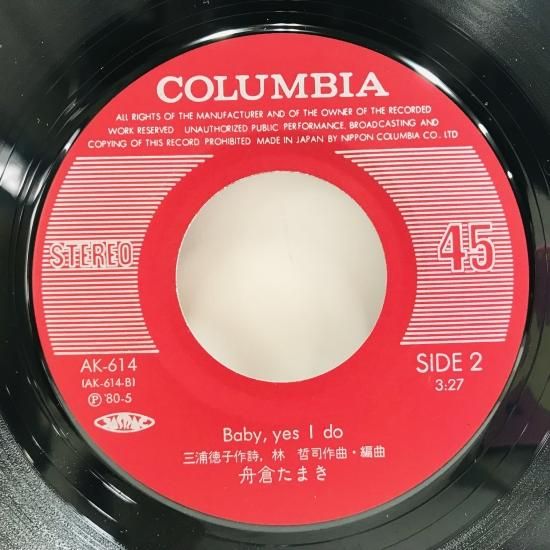 COLUMBIA
ALL RIGHTS OF THE MANUFACTURER AND OF THE OWNER OF THE RECORDED
WORK RESERVED UNAUTHORIZED PUBLIC PERFORMANCE, BROADCASTING AND
COPYING OF THIS RECORD PROHIBITED MADE IN JAPAN BY NIPPON COLUMBIA CO., LTD
STEREO
45
AK-614
(AK-614-B)
Ⓟ '80-5
SIDE 2
3:27
Baby, yes I do
三浦徳子作詩, 林 哲司作曲・編曲
舟倉たまき